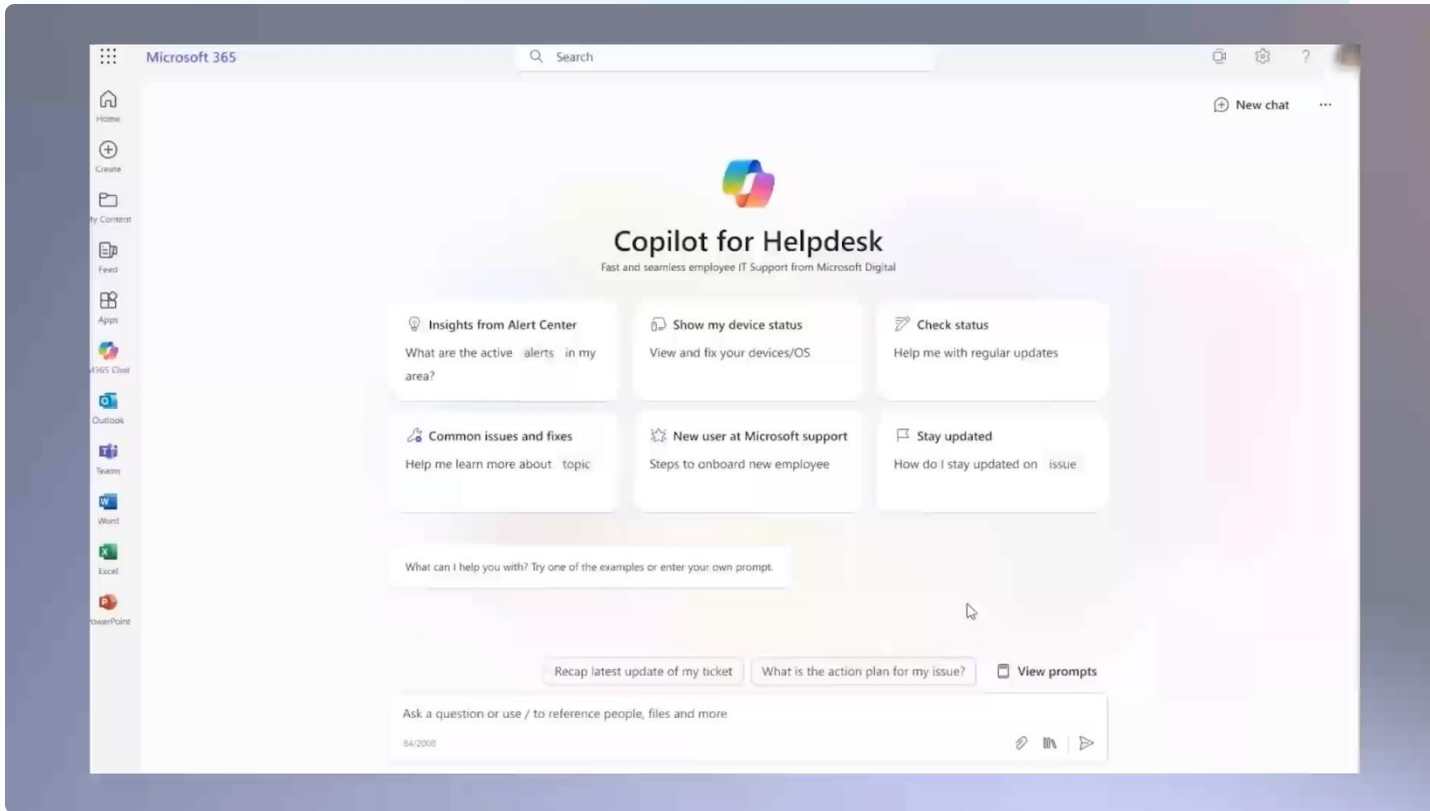 Microsoft 365
Search
Home
Create
My Content
Feed
Apps
M365 Chat
Outlook
Teams
Word
Excel
PowerPoint
New chat
Copilot for Helpdesk
Fast and seamless employee IT Support from Microsoft Digital
Insights from Alert Center
What are the active alerts in my
area?
Show my device status
View and fix your devices/OS
Check status
Help me with regular updates
Common issues and fixes
Help me learn more about topic
New user at Microsoft support
Steps to onboard new employee
Stay updated
How do I stay updated on issue
What can I help you with? Try one of the examples or enter your own prompt.
Recap latest update of my ticket
What is the action plan for my issue?
View prompts
Ask a question or use / to reference people, files and more
84/2000